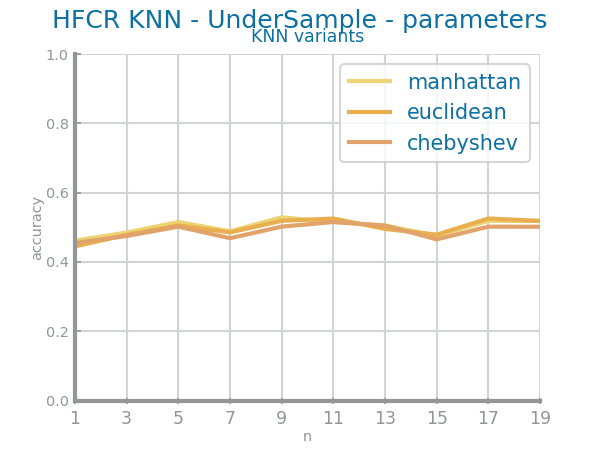 HFCR KNN - UnderSample - parameters
KNN variants
manhattan
euclidean
chebyshev
accuracy
1.0
0.8
0.6
0.4
0.2
0.0
1 3 5 7 9 11 13 15 17 19
n